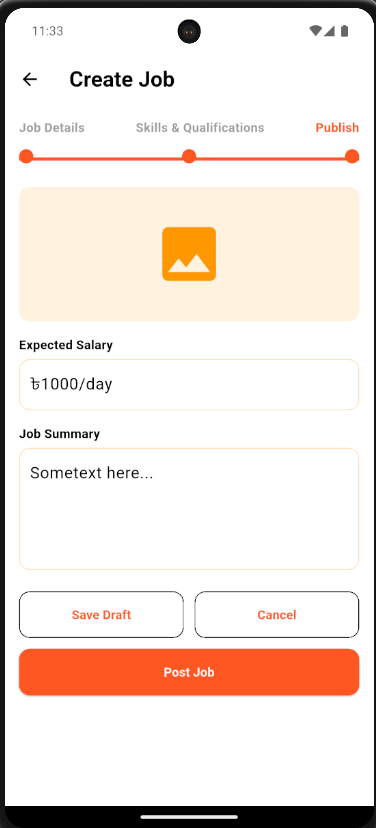 11:33
Create Job
Job Details Skills & Qualifications Publish
Expected Salary
৳1000/day
Job Summary
Sometext here...
Save Draft Cancel
Post Job